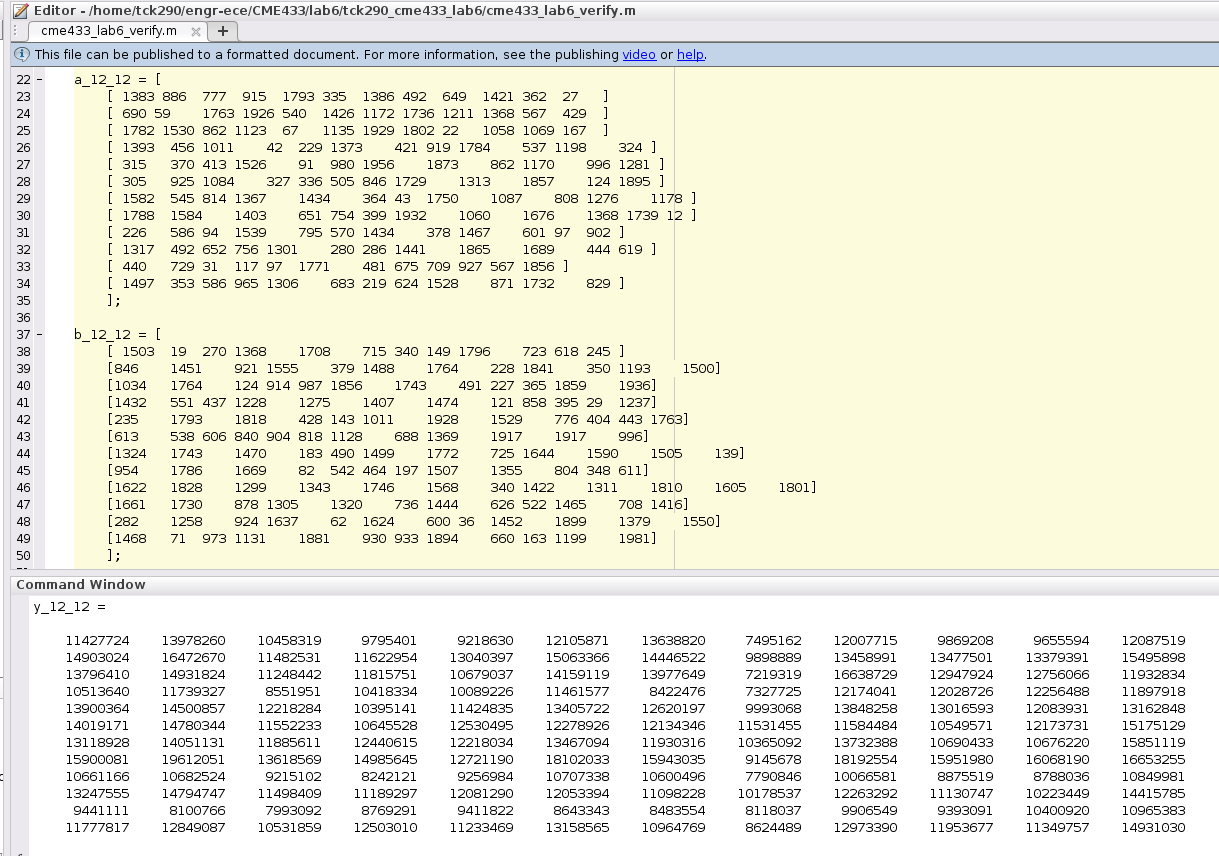 Editor - /home/tck290/engr-ece/CME433/lab6/tck290_cme433_lab6/cme433_lab6_verify.m
cme433_lab6_verify.m × +
This file can be published to a formatted document. For more information, see the publishing video or help.
22 - a_12_12 = [
23 [ 1383 886 777 915 1793 335 1386 492 649 1421 362 27 ]
24 [ 690 59 1763 1926 540 1426 1172 1736 1211 1368 567 429 ]
25 [ 1782 1530 862 1123 67 1135 1929 1802 22 1058 1069 167 ]
26 [ 1393 456 1011 42 229 1373 421 919 1784 537 1198 324 ]
27 [ 315 370 413 1526 91 980 1956 1873 862 1170 996 1281 ]
28 [ 305 925 1084 327 336 505 846 1729 1313 1857 124 1895 ]
29 [ 1582 545 814 1367 1434 364 43 1750 1087 808 1276 1178 ]
30 [ 1788 1584 1403 651 754 399 1932 1060 1676 1368 1739 12 ]
31 [ 226 586 94 1539 795 570 1434 378 1467 601 97 902 ]
32 [ 1317 492 652 756 1301 280 286 1441 1865 1689 444 619 ]
33 [ 440 729 31 117 97 1771 481 675 709 927 567 1856 ]
34 [ 1497 353 586 965 1306 683 219 624 1528 871 1732 829 ]
35 ];
36
37 - b_12_12 = [
38 [ 1503 19 270 1368 1708 715 340 149 1796 723 618 245 ]
39 [846 1451 921 1555 379 1488 1764 228 1841 350 1193 1500]
40 [1034 1764 124 914 987 1856 1743 491 227 365 1859 1936]
41 [1432 551 437 1228 1275 1407 1474 121 858 395 29 1237]
42 [235 1793 1818 428 143 1011 1928 1529 776 404 443 1763]
43 [613 538 606 840 904 818 1128 688 1369 1917 1917 996]
44 [1324 1743 1470 183 490 1499 1772 725 1644 1590 1505 139]
45 [954 1786 1669 82 542 464 197 1507 1355 804 348 611]
46 [1622 1828 1299 1343 1746 1568 340 1422 1311 1810 1605 1801]
47 [1661 1730 878 1305 1320 736 1444 626 522 1465 708 1416]
48 [282 1258 924 1637 62 1624 600 36 1452 1899 1379 1550]
49 [1468 71 973 1131 1881 930 933 1894 660 163 1199 1981]
50 ];
Command Window
y_12_12 =
11427724 13978260 10458319 9795401 9218630 12105871 13638820 7495162 12007715 9869208 9655594 12087519
14903024 16472670 11482531 11622954 13040397 15063366 14446522 9898889 13458991 13477501 13379391 15495898
13796410 14931824 11248442 11815751 10679037 14159119 13977649 7219319 16638729 12947924 12756066 11932834
10513640 11739327 8551951 10418334 10089226 11461577 8422476 7327725 12174041 12028726 12256488 11897918
13900364 14500857 12218284 10395141 11424835 13405722 12620197 9993068 13848258 13016593 12083931 13162848
14019171 14780344 11552233 10645528 12530495 12278926 12134346 11531455 11584484 10549571 12173731 15175129
13118928 14051131 11885611 12440615 12218034 13467094 11930316 10365092 13732388 10690433 10676220 15851119
15900081 19612051 13618569 14985645 12721190 18102033 15943035 9145678 18192554 15951980 16068190 16653255
10661166 10682524 9215102 8242121 9256984 10707338 10600496 7790846 10066581 8875519 8788036 10849981
13247555 14794747 11498409 11189297 12081290 12053394 11098228 10178537 12263292 11130747 10223449 14415785
9441111 8100766 7993092 8769291 9411822 8643343 8483554 8118037 9906549 9393091 10400920 10965383
11777817 12849087 10531859 12503010 11233469 13158565 10964769 8624489 12973390 11953677 11349757 14931030